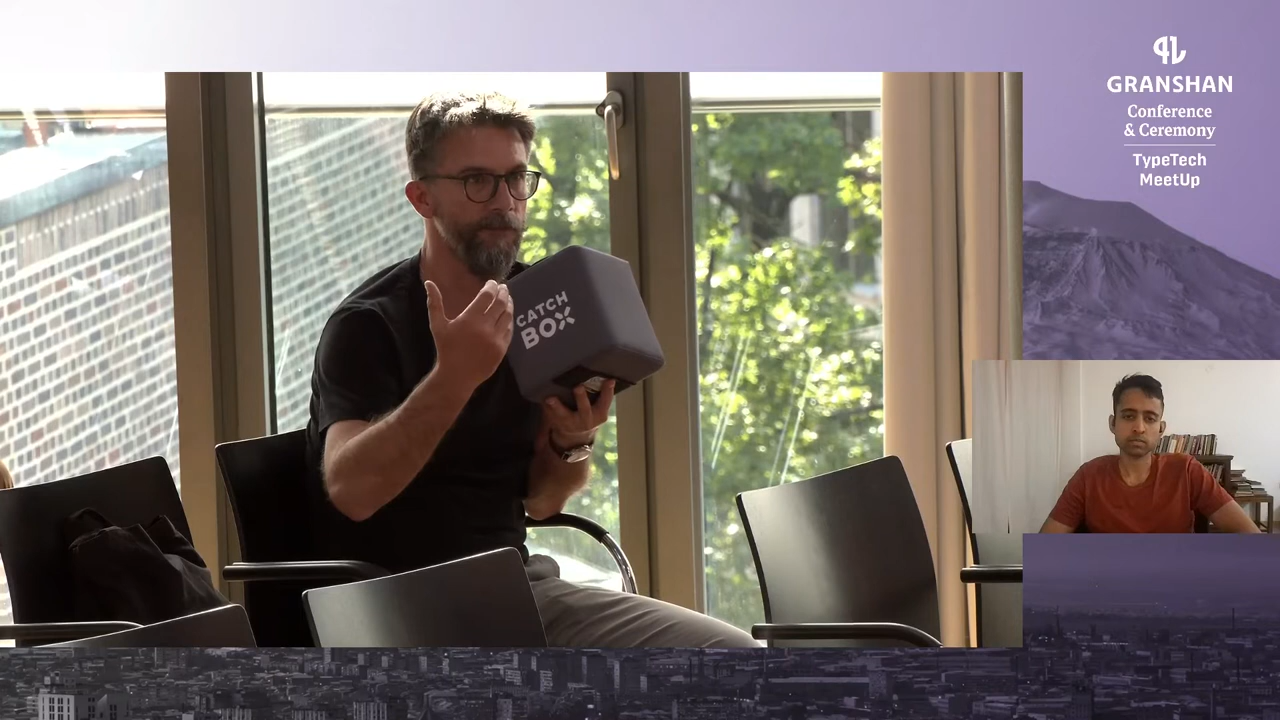 GRANSHAN
Conference
& Ceremony
TypeTech
MeetUp
CATCH
BOX